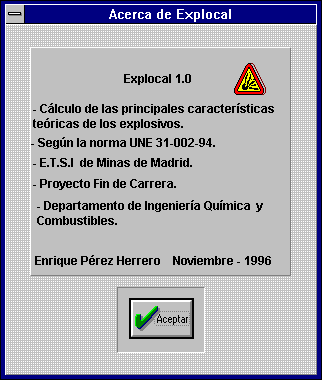 Acerca de Explocal
Explocal 1.0
- Cálculo de las principales características
teóricas de los explosivos.
- Según la norma UNE 31-002-94.
- E.T.S.I  de Minas de Madrid.
- Proyecto Fin de Carrera.
- Departamento de Ingeniería Química  y
Combustibles.
Enrique Pérez Herrero   Noviembre - 1996
Aceptar